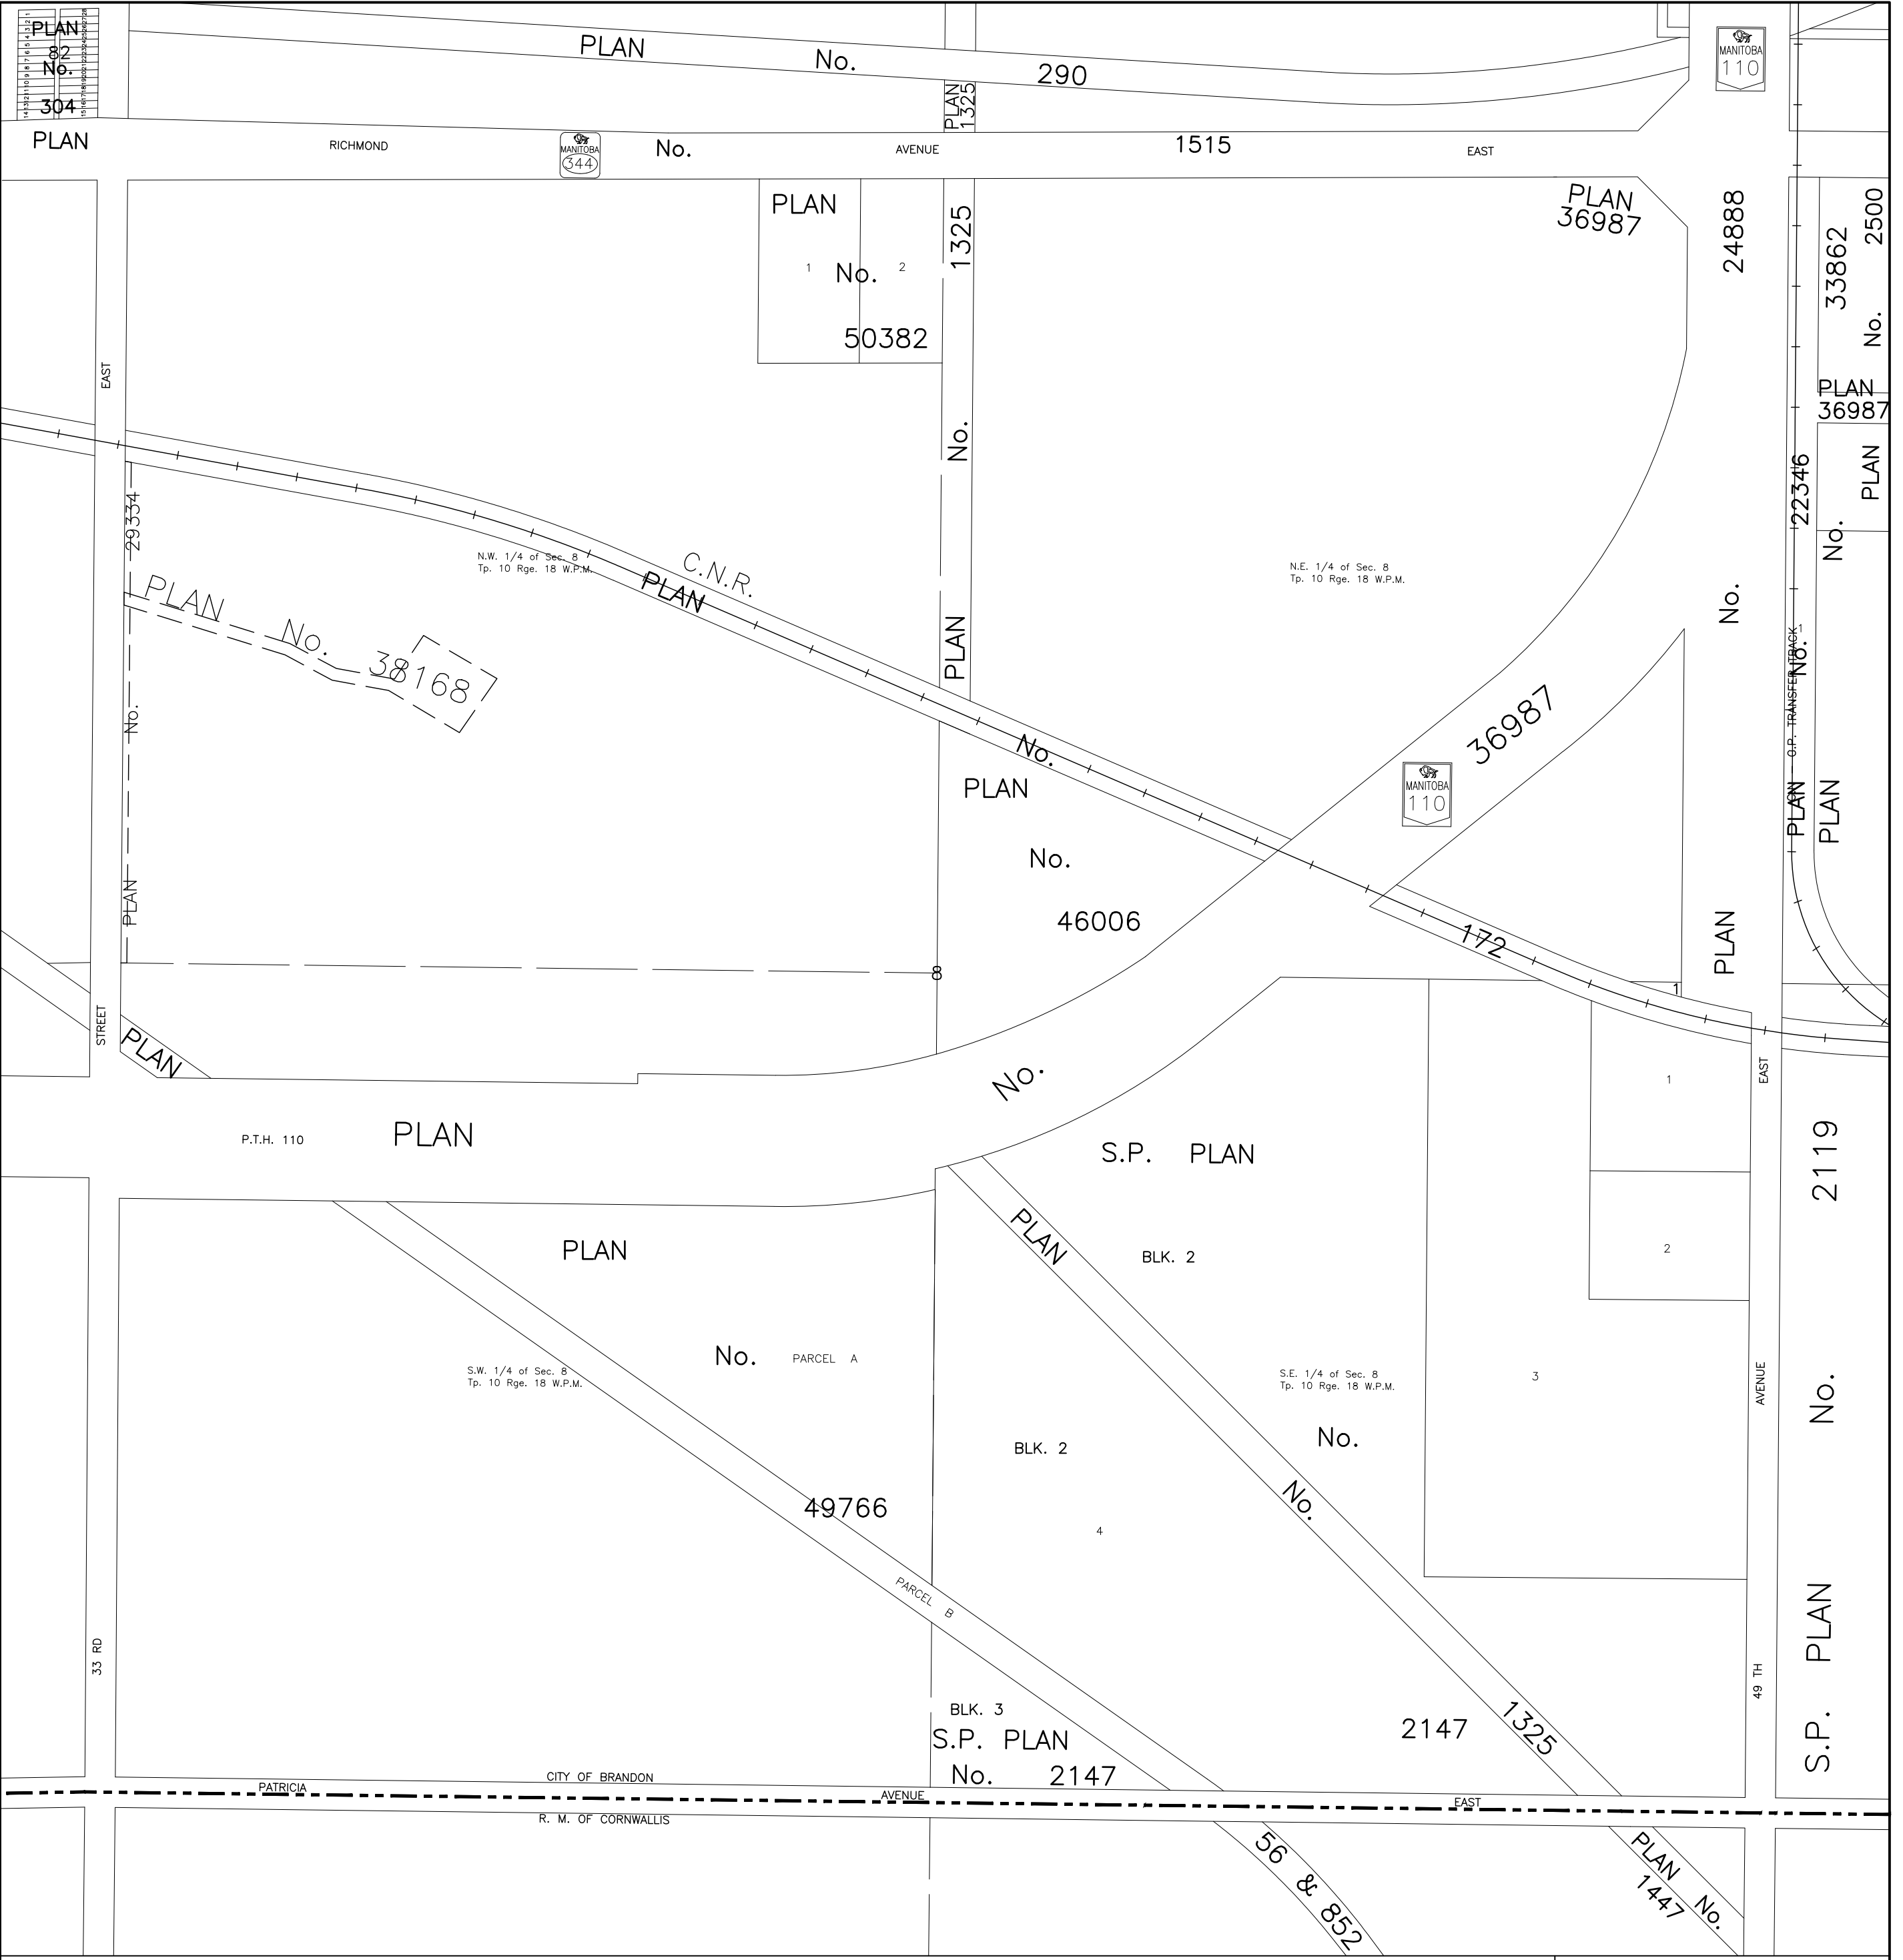 PLAN
82
No.
304
PLAN No. 290
MANITOBA
110
PLAN
1325
PLAN No. 1515
RICHMOND AVENUE EAST
MANITOBA
344
PLAN
No.
50382
1
2
PLAN No. 1325
PLAN
36987
PLAN No. 24888
33862
PLAN No. 2500
PLAN
36987
PLAN No.
PLAN No. 22346
C.P. TRANSFER TRACK
1
EAST
STREET
33 RD
PLAN No. 29334
PLAN No. 38168
N.W. 1/4 of Sec. 8
Tp. 10 Rge. 18 W.P.M.
C.N.R.
PLAN No. 172
N.E. 1/4 of Sec. 8
Tp. 10 Rge. 18 W.P.M.
PLAN
No.
46006
MANITOBA
110
8
PLAN
P.T.H. 110
PLAN No. 36987
1
1
2
3
EAST
AVENUE
49 TH
S.P. PLAN No. 2119
S.P. PLAN
No.
2147
BLK. 2
PLAN No. 1325
PLAN
No.
49766
PARCEL A
PARCEL B
S.W. 1/4 of Sec. 8
Tp. 10 Rge. 18 W.P.M.
S.E. 1/4 of Sec. 8
Tp. 10 Rge. 18 W.P.M.
BLK. 2
4
BLK. 3
S.P. PLAN
No. 2147
CITY OF BRANDON
PATRICIA AVENUE EAST
R. M. OF CORNWALLIS
56 & 852
PLAN No.
1447